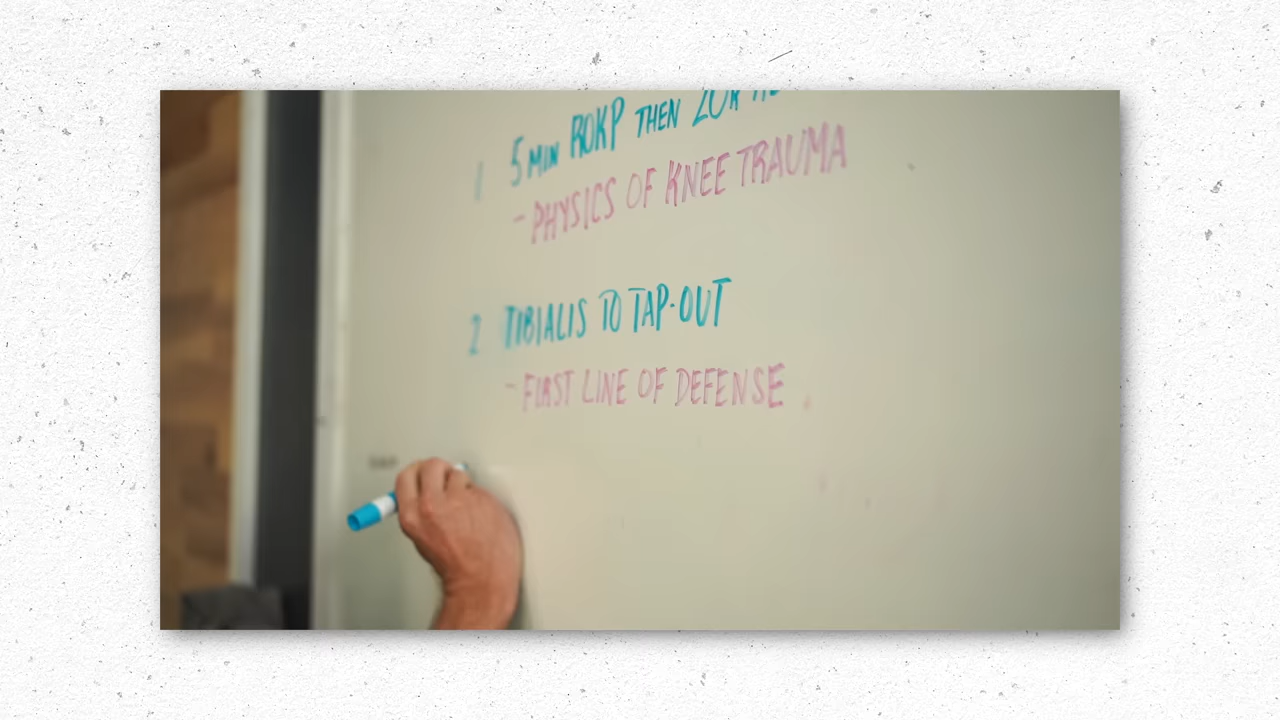 1 5 MIN ROKP THEN
- PHYSICS OF KNEE TRAUMA
2 TIBIALIS TO TAP-OUT
- FIRST LINE OF DEFENSE